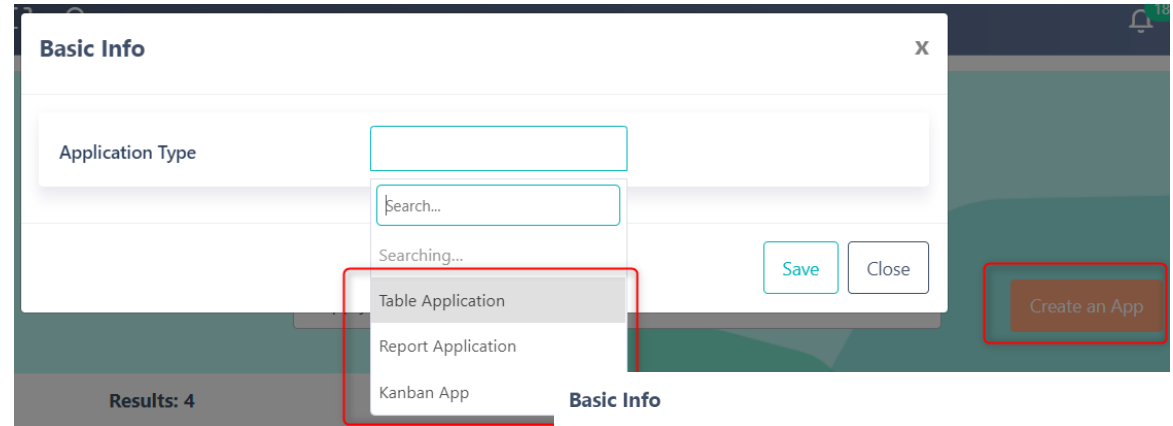 18
Basic Info
X
Application Type
Search...
Searching...
Save
Close
Table Application
Create an App
Report Application
Kanban App
Results: 4
Basic Info